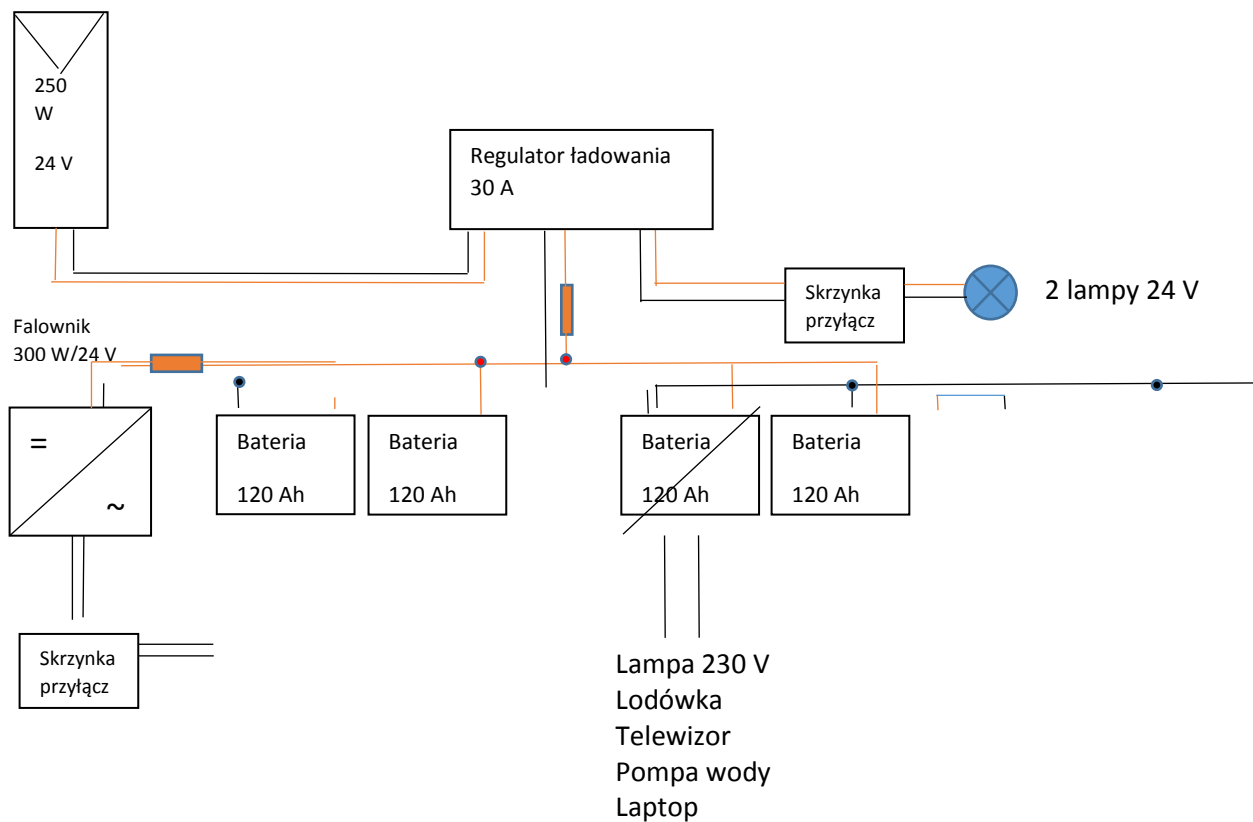 250
W
24 V
Regulator ładowania
30 A
Skrzynka
przyłącz
2 lampy 24 V
Falownik
300 W/24 V
=
~
Bateria
120 Ah
Bateria
120 Ah
Bateria
120 Ah
Bateria
120 Ah
Skrzynka
przyłącz
Lampa 230 V
Lodówka
Telewizor
Pompa wody
Laptop